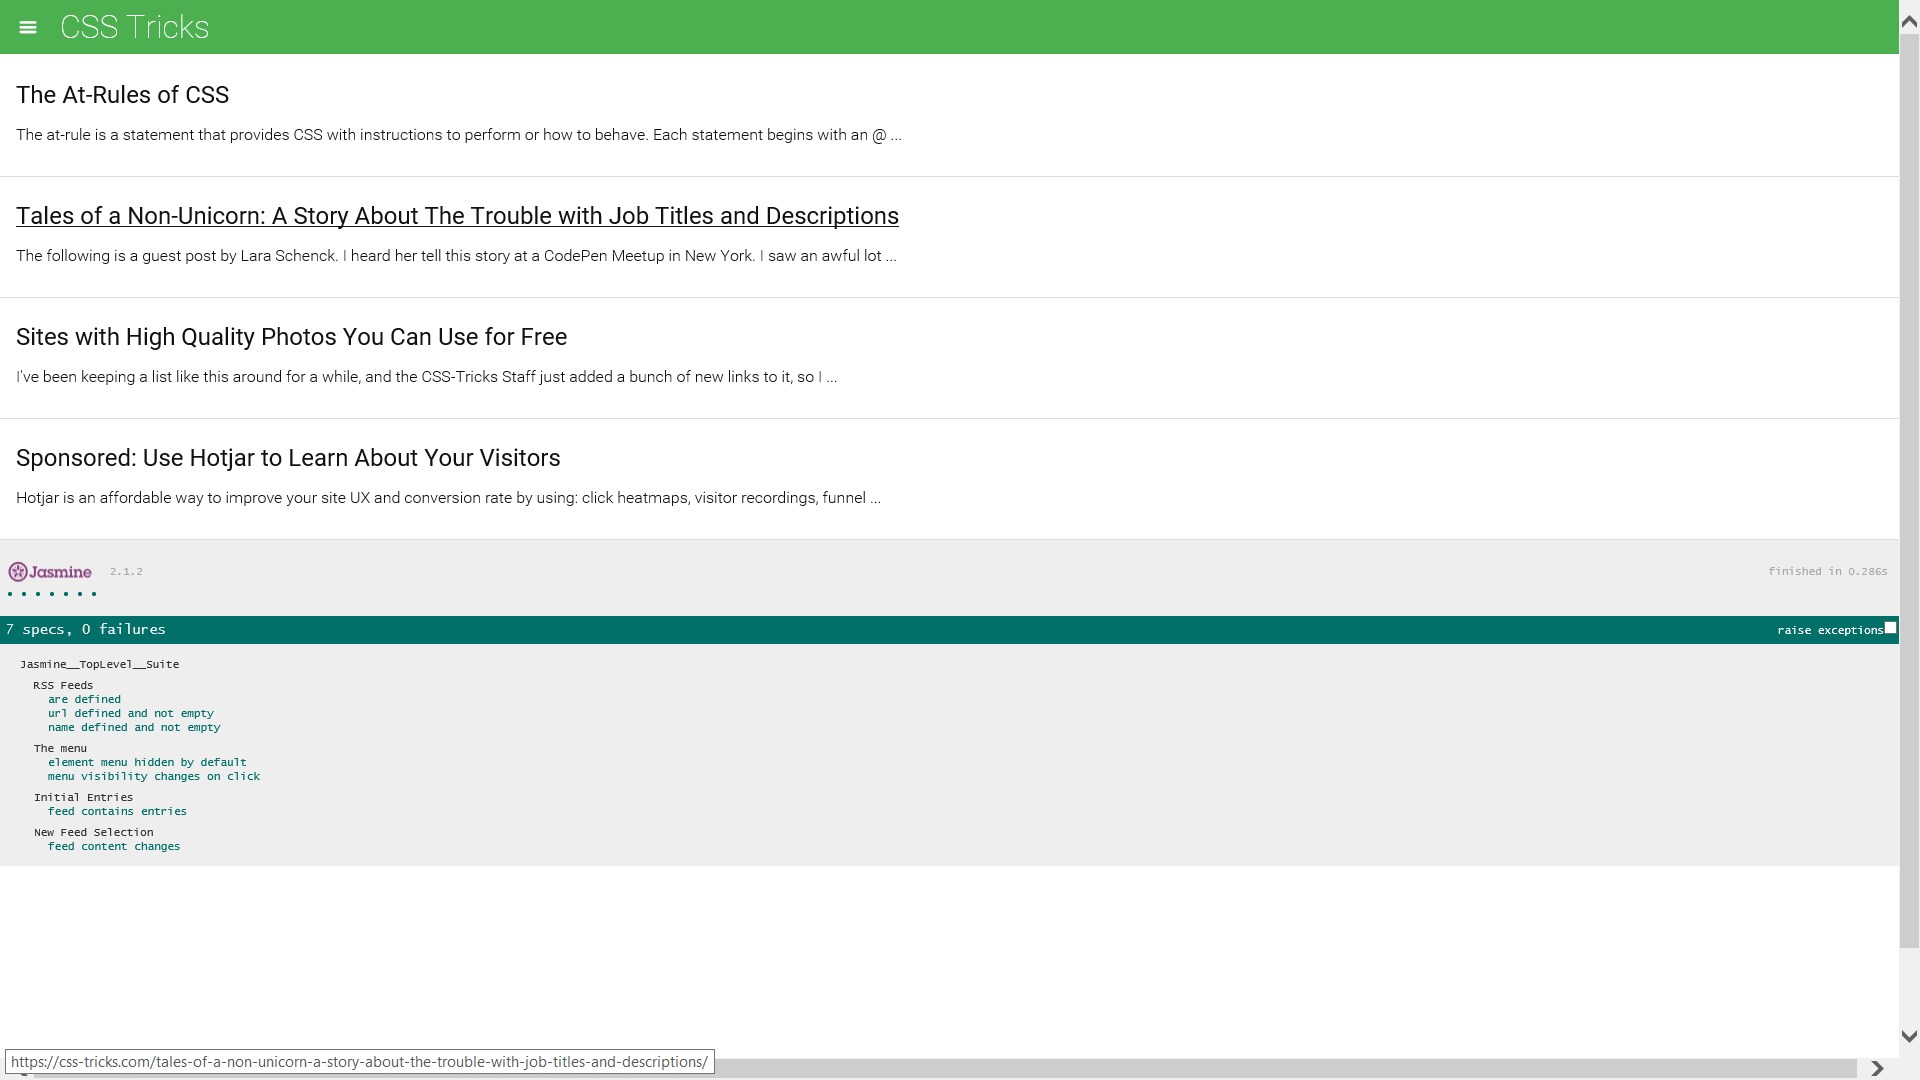 CSS Tricks
The At-Rules of CSS
The at-rule is a statement that provides CSS with instructions to perform or how to behave. Each statement begins with an @ ...
Tales of a Non-Unicorn: A Story About The Trouble with Job Titles and Descriptions
The following is a guest post by Lara Schenck. I heard her tell this story at a CodePen Meetup in New York. I saw an awful lot ...
Sites with High Quality Photos You Can Use for Free
I've been keeping a list like this around for a while, and the CSS-Tricks Staff just added a bunch of new links to it, so I ...
Sponsored: Use Hotjar to Learn About Your Visitors
Hotjar is an affordable way to improve your site UX and conversion rate by using: click heatmaps, visitor recordings, funnel ...
Jasmine 2.1.2 finished in 0.286s
7 specs, 0 failures raise exceptions
Jasmine__TopLevel__Suite
RSS Feeds
are defined
url defined and not empty
name defined and not empty
The menu
element menu hidden by default
menu visibility changes on click
Initial Entries
feed contains entries
New Feed Selection
feed content changes
https://css-tricks.com/tales-of-a-non-unicorn-a-story-about-the-trouble-with-job-titles-and-descriptions/